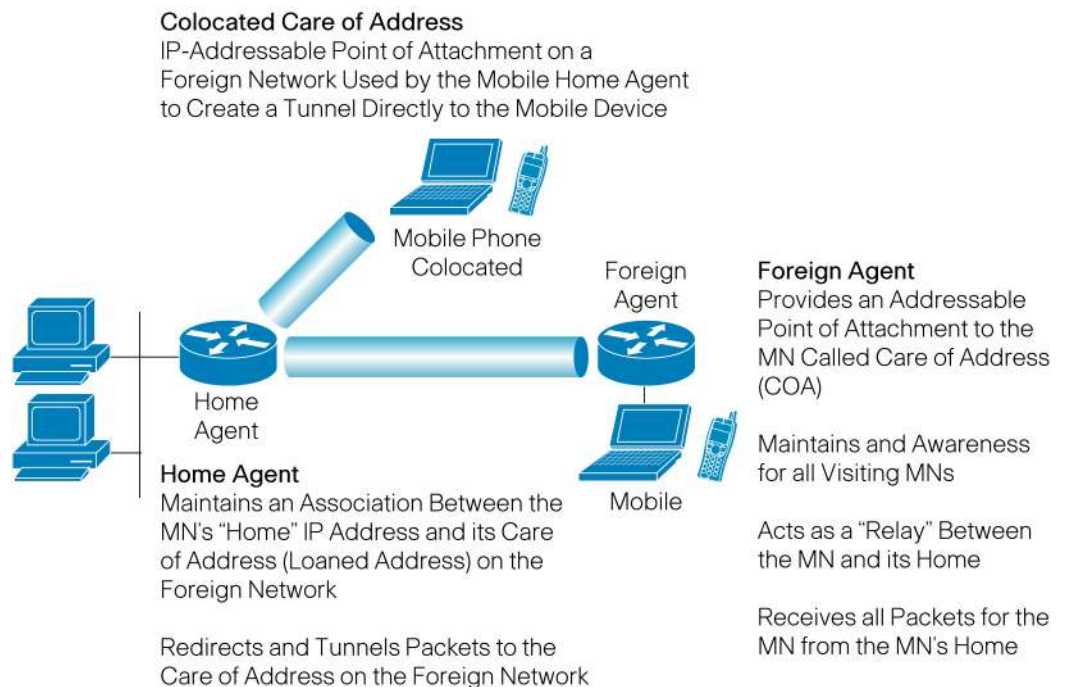 Colocated Care of Address
IP-Addressable Point of Attachment on a
Foreign Network Used by the Mobile Home Agent
to Create a Tunnel Directly to the Mobile Device
Mobile Phone
Colocated
Foreign
Agent
Home
Agent
Mobile
Home Agent
Maintains an Association Between the
MN's “Home” IP Address and its Care
of Address (Loaned Address) on the
Foreign Network
Redirects and Tunnels Packets to the
Care of Address on the Foreign Network
Foreign Agent
Provides an Addressable
Point of Attachment to the
MN Called Care of Address
(COA)
Maintains and Awareness
for all Visiting MNs
Acts as a “Relay” Between
the MN and its Home
Receives all Packets for the
MN from the MN's Home